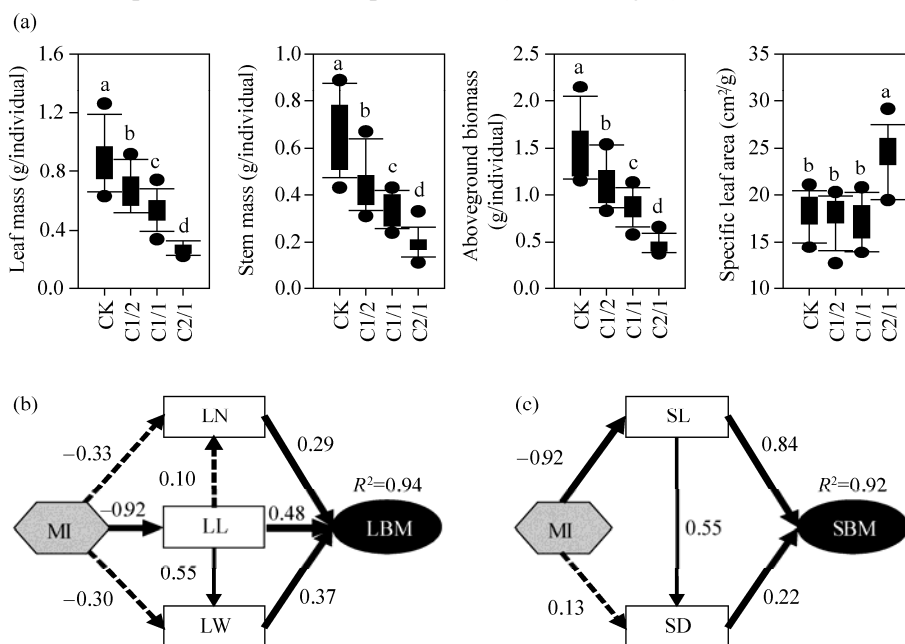 (a)
Leaf mass (g/individual)
1.6
1.2
0.8
0.4
0.0
a
b
c
d
CK
C1/2
C1/1
C2/1
Stem mass (g/individual)
1.0
0.8
0.6
0.4
0.2
0.0
a
b
c
d
CK
C1/2
C1/1
C2/1
Aboveground biomass
(g/individual)
2.5
2.0
1.5
1.0
0.5
0.0
a
b
c
d
CK
C1/2
C1/1
C2/1
Specific leaf area (cm²/g)
35
30
25
20
15
10
b
b
b
a
CK
C1/2
C1/1
C2/1
(b)
LN
−0.33
0.29
0.10
R²=0.94
MI
−092
LL
0.48
LBM
0.55
−0.30
0.37
LW
(c)
SL
−092
0.84
R²=0.92
MI
0.55
SBM
0.13
0.22
SD